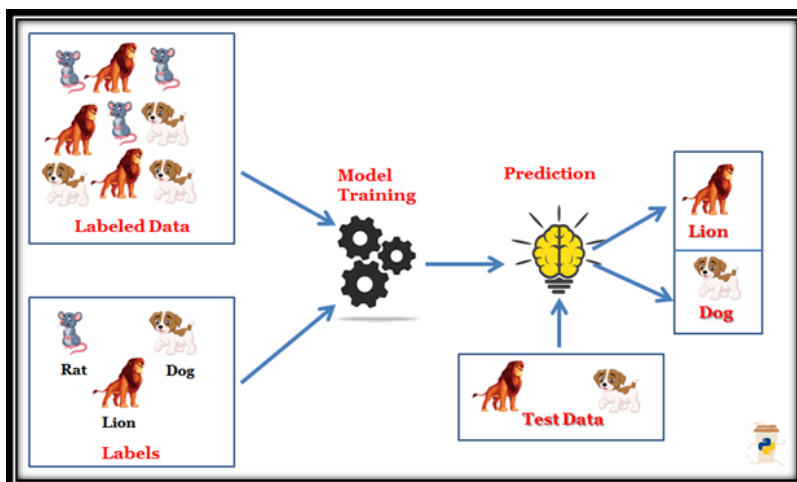 Labeled Data
Model
Training
Prediction
Lion
Dog
Rat
Dog
Lion
Labels
Test Data